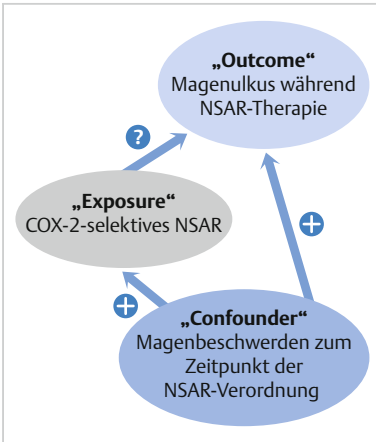 „Outcome“
Magenulkus während
NSAR-Therapie
?
„Exposure“
COX-2-selektives NSAR
+
+
„Confounder“
Magenbeschwerden zum
Zeitpunkt der
NSAR-Verordnung